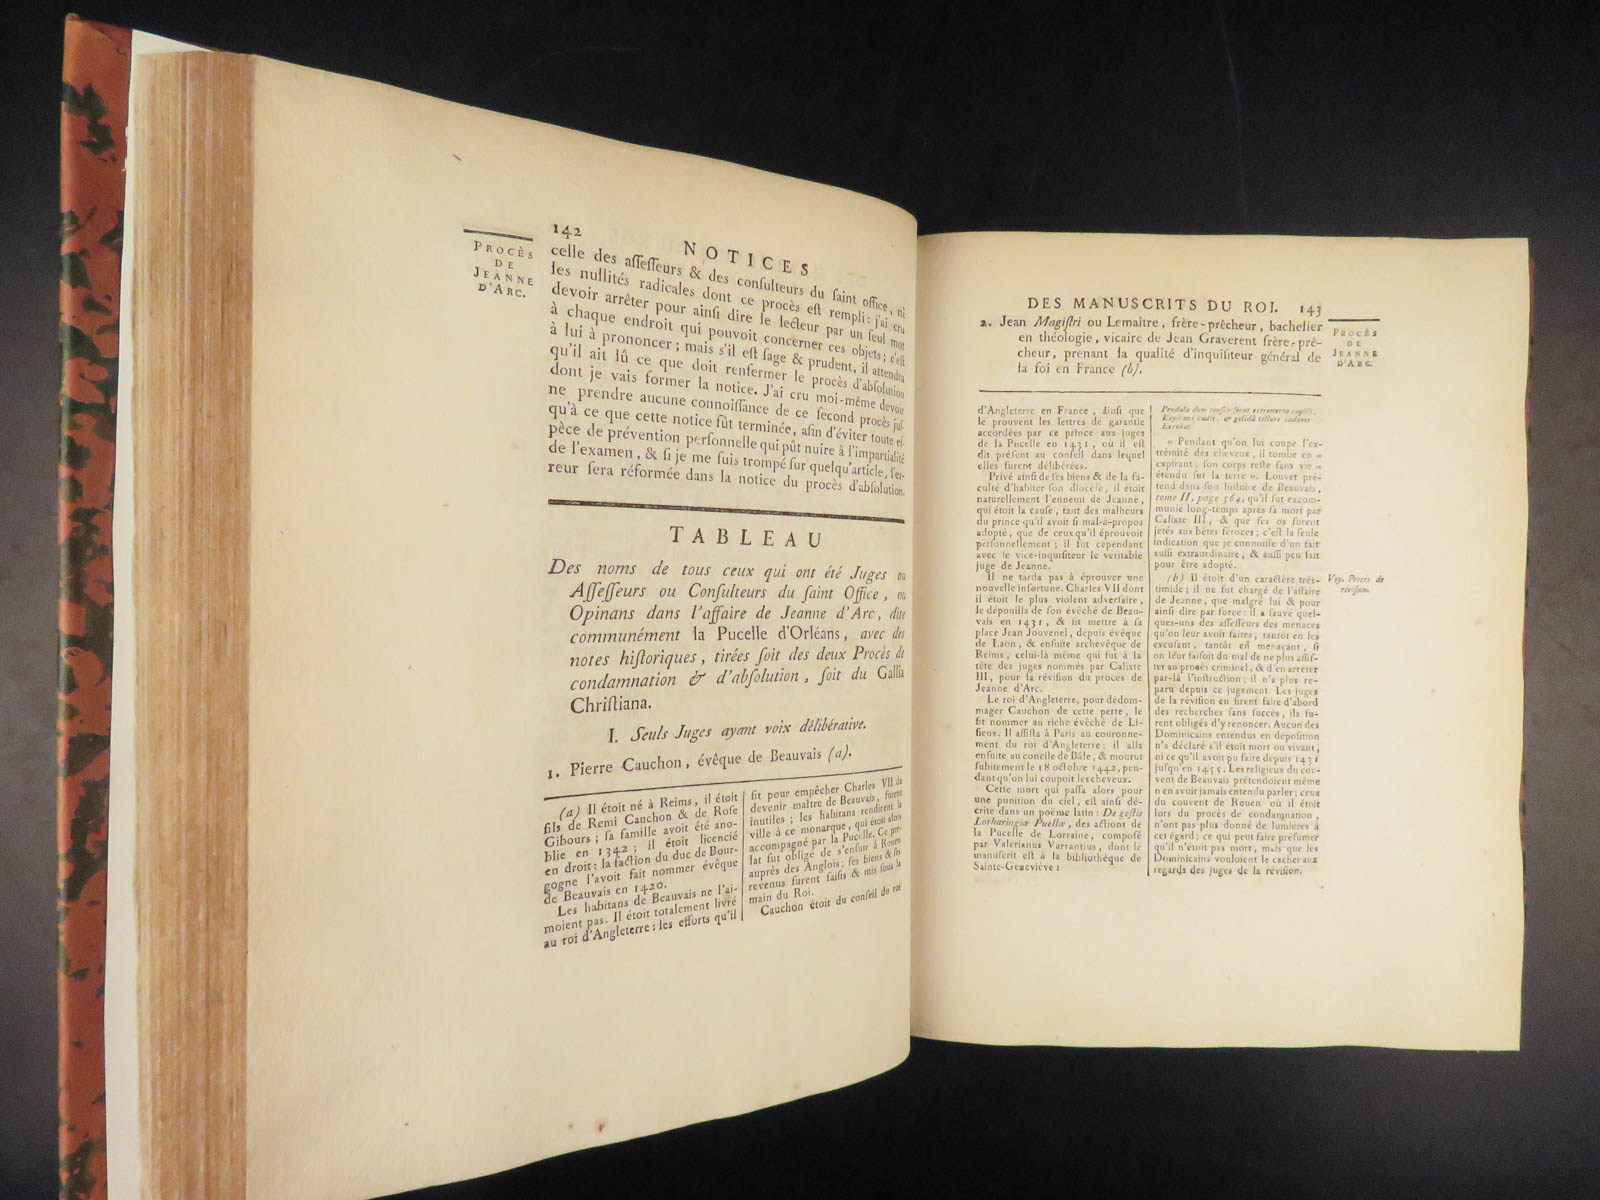 142
NOTICES
PROCÈS
DE
JEANNE
D'ARC.
celle des aſſeſſeurs & des conſulteurs du ſaint office, ni
les nullités radicales dont ce procès eſt rempli : j'ai cru
devoir arrêter pour ainſi dire le lecteur par un ſeul mot
à chaque endroit qui pouvoit concerner ces objets ; c'eſt
à lui à prononcer ; mais s'il eſt ſage & prudent, il attendra
qu'il ait lû ce que doit renfermer le procès d'abſolution
dont je vais former la notice. J'ai cru moi-même devoir
ne prendre aucune connoiſſance de ce ſecond procès juſ-
qu'à ce que cette notice fût terminée, afin d'éviter toute eſ-
pèce de prévention perſonnelle qui pût nuire à l'impartialité
de l'examen, & ſi je me ſuis trompé ſur quelqu'article, l'er-
reur ſera réformée dans la notice du procès d'abſolution.
TABLEAU
Des noms de tous ceux qui ont été Juges ou
Aſſeſſeurs ou Conſulteurs du ſaint Office, ou
Opinans dans l'affaire de Jeanne d'Arc, dite
communément la Pucelle d'Orléans, avec des
notes hiſtoriques, tirées ſoit des deux Procès de
condamnation & d'abſolution, ſoit du Gallia
Chriſtiana.
I. Seuls Juges ayant voix délibérative.
1. Pierre Cauchon, évêque de Beauvais (a).
(a) Il étoit né à Reims, il étoit
fils de Remi Cauchon & de Roſe
Gibours ; ſa famille avoit été ano-
blie en 1342 ; il étoit licencié
en droit : la faction du duc de Bour-
gogne l'avoit fait nommer évêque
de Beauvais en 1420.
Les habitans de Beauvais ne l'ai-
moient pas. Il étoit totalement livré
au roi d'Angleterre : les efforts qu'il
fit pour empêcher Charles VII de
devenir maître de Beauvais, furent
inutiles ; les habitans rendirent la
ville à ce monarque, qui étoit alors
accompagné par la Pucelle. Ce pré-
lat fut obligé de s'enfuir à Rouen
auprès des Anglois ; ſes biens & ſes
revenus furent ſaiſis & mis ſous la
main du Roi.
Cauchon étoit du conſeil du roi
DES MANUSCRITS DU ROI. 143
PROCÈS
DE
JEANNE
D'ARC.
2. Jean Magiſtri ou Lemaître, frère-prêcheur, bachelier
en théologie, vicaire de Jean Graverent frère-prê-
cheur, prenant la qualité d'inquiſiteur général de
la foi en France (b).
d'Angleterre en France, ainſi que
le prouvent les lettres de garantie
accordées par ce prince aux juges
de la Pucelle en 1431, où il eſt
dit préſent au conſeil dans lequel
elles furent délibérées.
Privé ainſi de ſes biens & de la fa-
culté d'habiter ſon diocèſe, il étoit
naturellement l'ennemi de Jeanne,
qui étoit la cauſe, tant des malheurs
du prince qu'il avoit ſi mal-à-propos
adopté, que de ceux qu'il éprouvoit
perſonnellement ; il fut cependant
avec le vice-inquiſiteur le véritable
juge de Jeanne.
Il ne tarda pas à éprouver une
nouvelle infortune. Charles VII dont
il étoit le plus violent adverſaire,
le dépouilla de ſon évêché de Beau-
vais en 1431, & fit mettre à ſa
place Jean Jouvenel, depuis évêque
de Laon, & enſuite archevêque de
Reims, celui-là même qui fut à la
tête des juges nommés par Calixte
III, pour la réviſion du procès de
Jeanne d'Arc.
Le roi d'Angleterre, pour dédom-
mager Cauchon de cette perte, le
fit nommer au riche évêché de Li-
ſieux. Il aſſiſta à Paris au couronne-
ment du roi d'Angleterre ; il alla
enſuite au concile de Bâle, & mourut
ſubitement le 18 octobre 1442, pen-
dant qu'on lui coupoit les cheveux.
Cette mort qui paſſa alors pour
une punition du ciel, eſt ainſi dé-
crite dans un poème latin : De geſtis
Lotharingiæ Puellæ, des actions de
la Pucelle de Lorraine, compoſé
par Valerianus Varrantius, dont le
manuſcrit eſt à la bibliothèque de
Sainte-Geneviève :
Pendula dum tonſor ſecat extrema capilli,
Expirans cadit, & gelidâ tellure cadaver
« Pendant qu'on lui coupe l'ex-
trémité des cheveux, il tombe en «
expirant ; ſon corps reſte ſans vie «
étendu ſur la terre ». Louvet pré-
tend dans ſon hiſtoire de Beauvais,
tome II, page 564, qu'il fut excom-
munié long-temps après ſa mort par
Calixte III, & que ſes os furent
jetés aux bêtes féroces ; c'eſt la ſeule
indication que je connoiſſe d'un fait
auſſi extraordinaire, & auſſi peu fait
pour être adopté.
(b) Il étoit d'un caractère très-
timide ; il ne fut chargé de l'affaire
de Jeanne, que malgré lui & pour
ainſi dire par force : il a ſauvé quel-
ques-uns des aſſeſſeurs des menaces
qu'on leur avoit faites, tantôt en les
excuſant, tantôt en menaçant, ſi
on leur faiſoit du mal de ne plus aſſiſ-
ter au procès criminel, & d'en arrêter
par-là l'inſtruction ; il n'a plus re-
paru depuis ce jugement. Les juges
de la réviſion en firent faire d'abord
des recherches ſans ſuccès, ils fu-
rent obligés d'y renoncer. Aucun des
Dominicains entendus en dépoſition
n'a déclaré s'il étoit mort ou vivant,
ni ce qu'il avoit pu faire depuis 1431
juſqu'en 1455. Les religieux du cou-
vent de Beauvais prétendoient même
n'en avoir jamais entendu parler ; ceux
du couvent de Rouen où il étoit
lors du procès de condamnation,
n'ont pas plus donné de lumières à
cet égard ; ce qui peut faire préſumer
qu'il n'étoit pas mort, mais que les
Dominicains vouloient le cacher aux
regards des juges de la réviſion.
Voy. Procès de
réviſion.